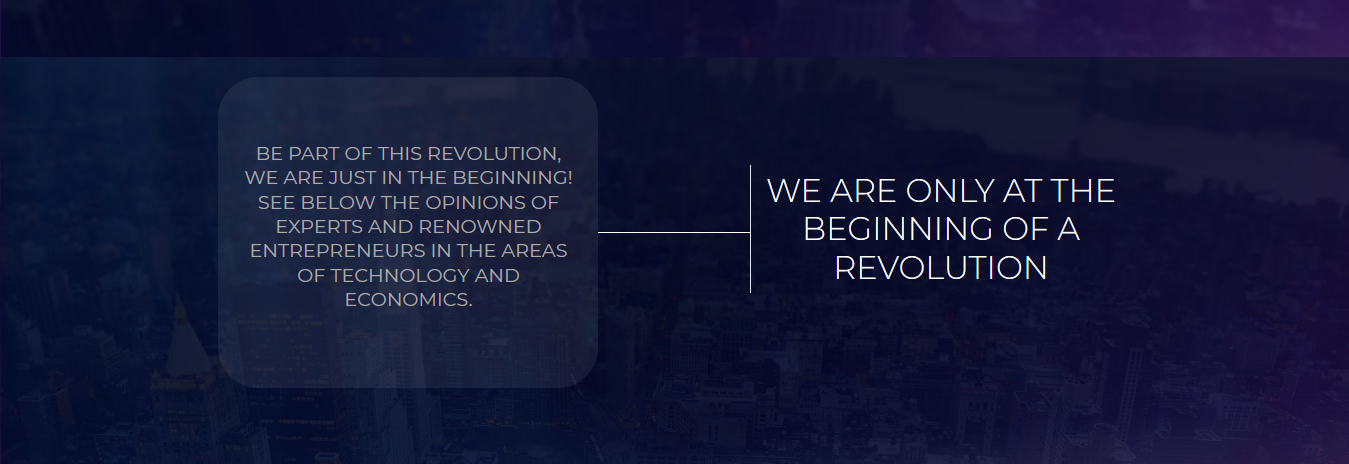 BE PART OF THIS REVOLUTION,
WE ARE JUST IN THE BEGINNING!
SEE BELOW THE OPINIONS OF
EXPERTS AND RENOWNED
ENTREPRENEURS IN THE AREAS
OF TECHNOLOGY AND
ECONOMICS.
WE ARE ONLY AT THE
BEGINNING OF A
REVOLUTION